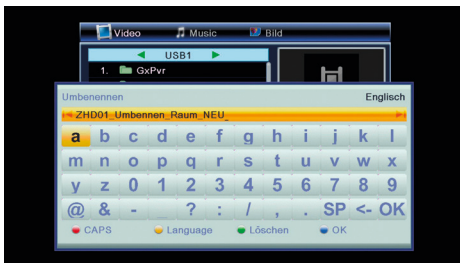 Video Music Bild
USB1
1. GxPvr
Umbenennen Englisch
ZHD01_Umbennen_Raum_NEU_
a b c d e f g h i j k l
m n o p q r s t u v w x
y z 0 1 2 3 4 5 6 7 8 9
@ & - _ ? : / , . SP <- OK
CAPS Language Löschen OK